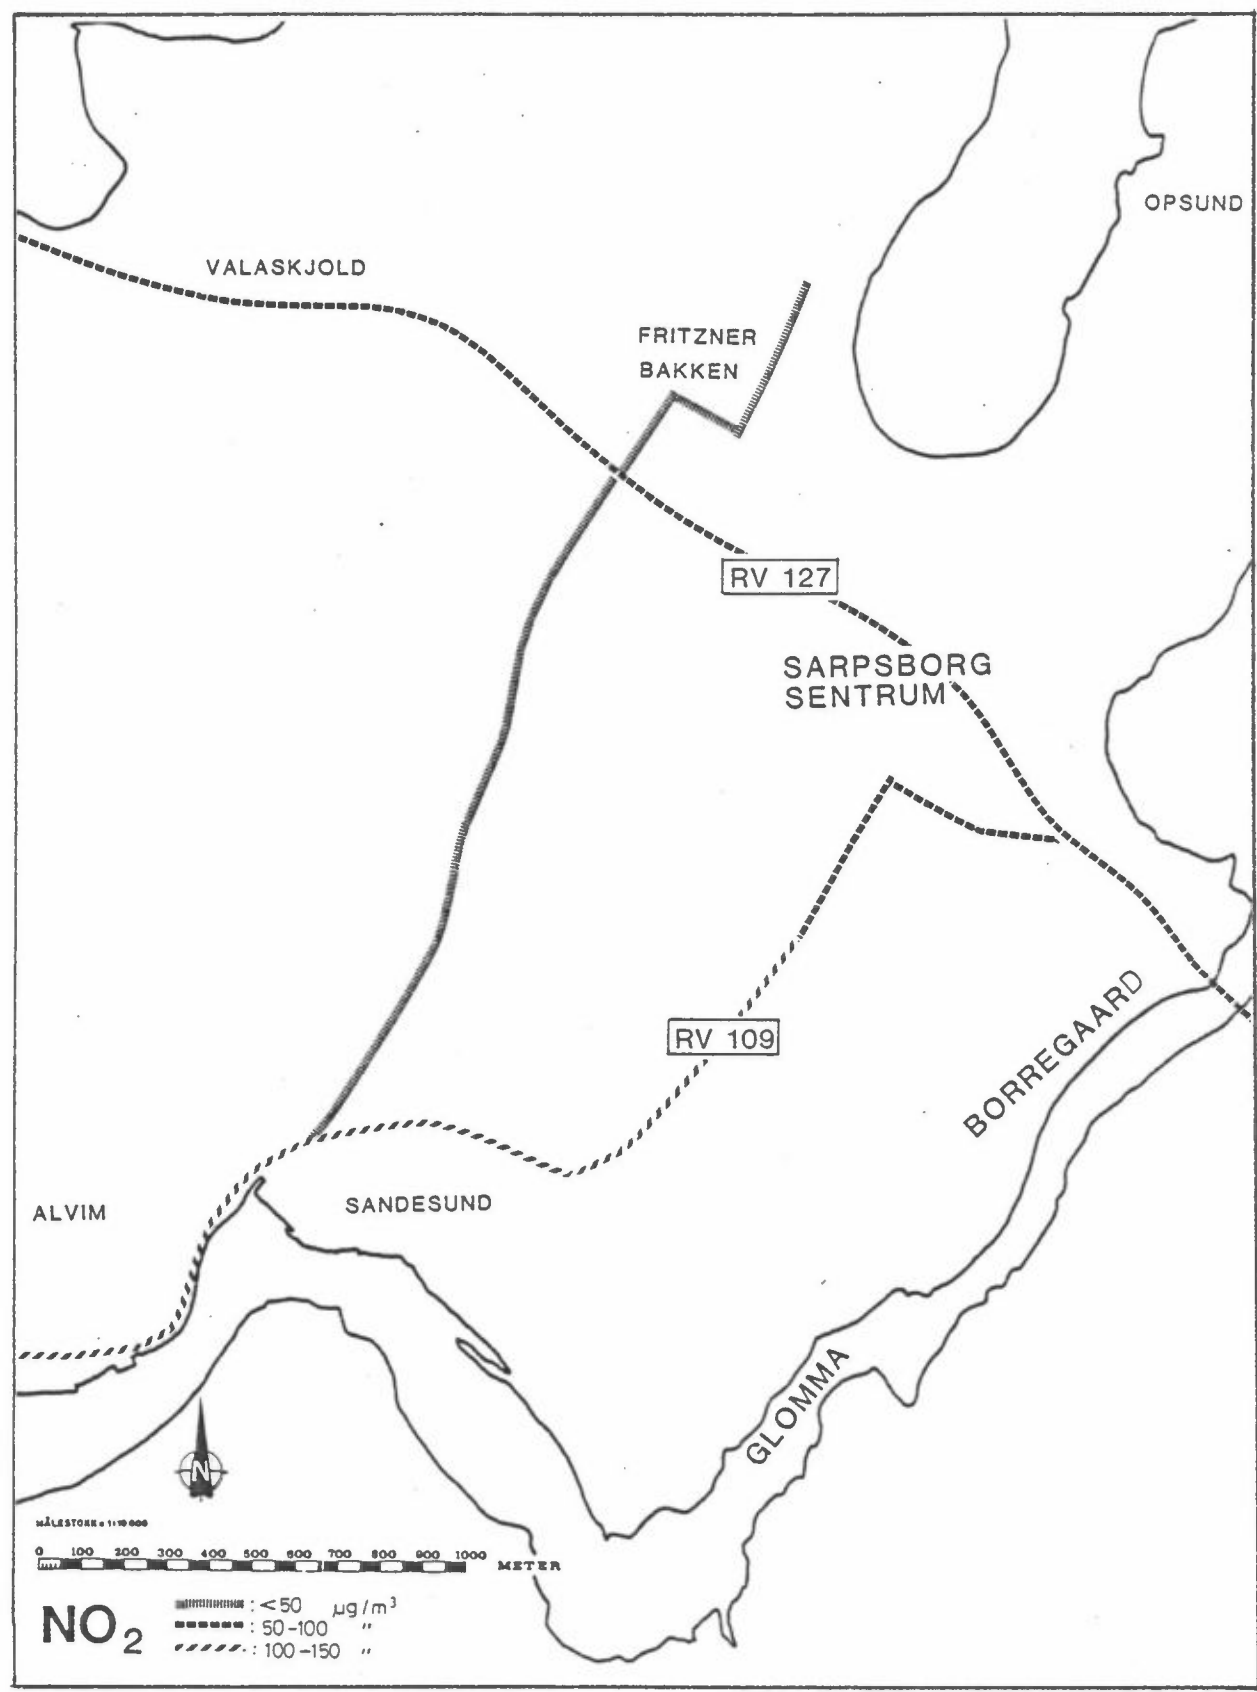 OPSUND
VALASKJOLD
FRITZNER
BAKKEN
RV 127
SARPSBORG
SENTRUM
BORREGAARD
RV 109
ALVIM
SANDESUND
GLOMMA
N
0 100 200 300 400 500 600 700 800 900 1000 METER
NO2
: <50 µg/m³
: 50-100 "
: 100-150 "